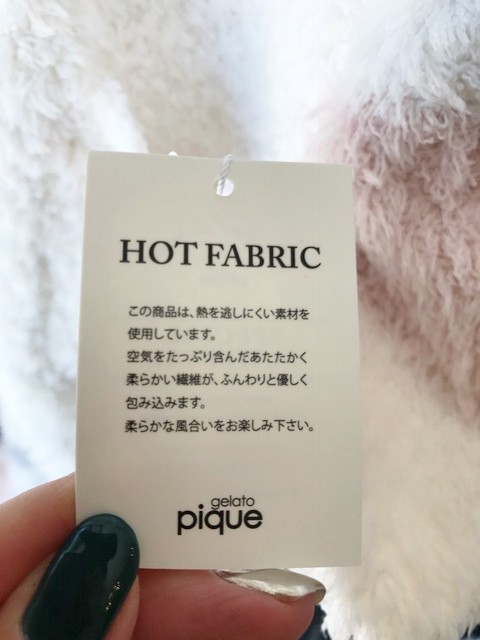 HOT FABRIC
この商品は、熱を逃しにくい素材を
使用しています。
空気をたっぷり含んだあたたかく
柔らかい繊維が、ふんわりと優しく
包み込みます。
柔らかな風合いをお楽しみ下さい。
gelato
pique